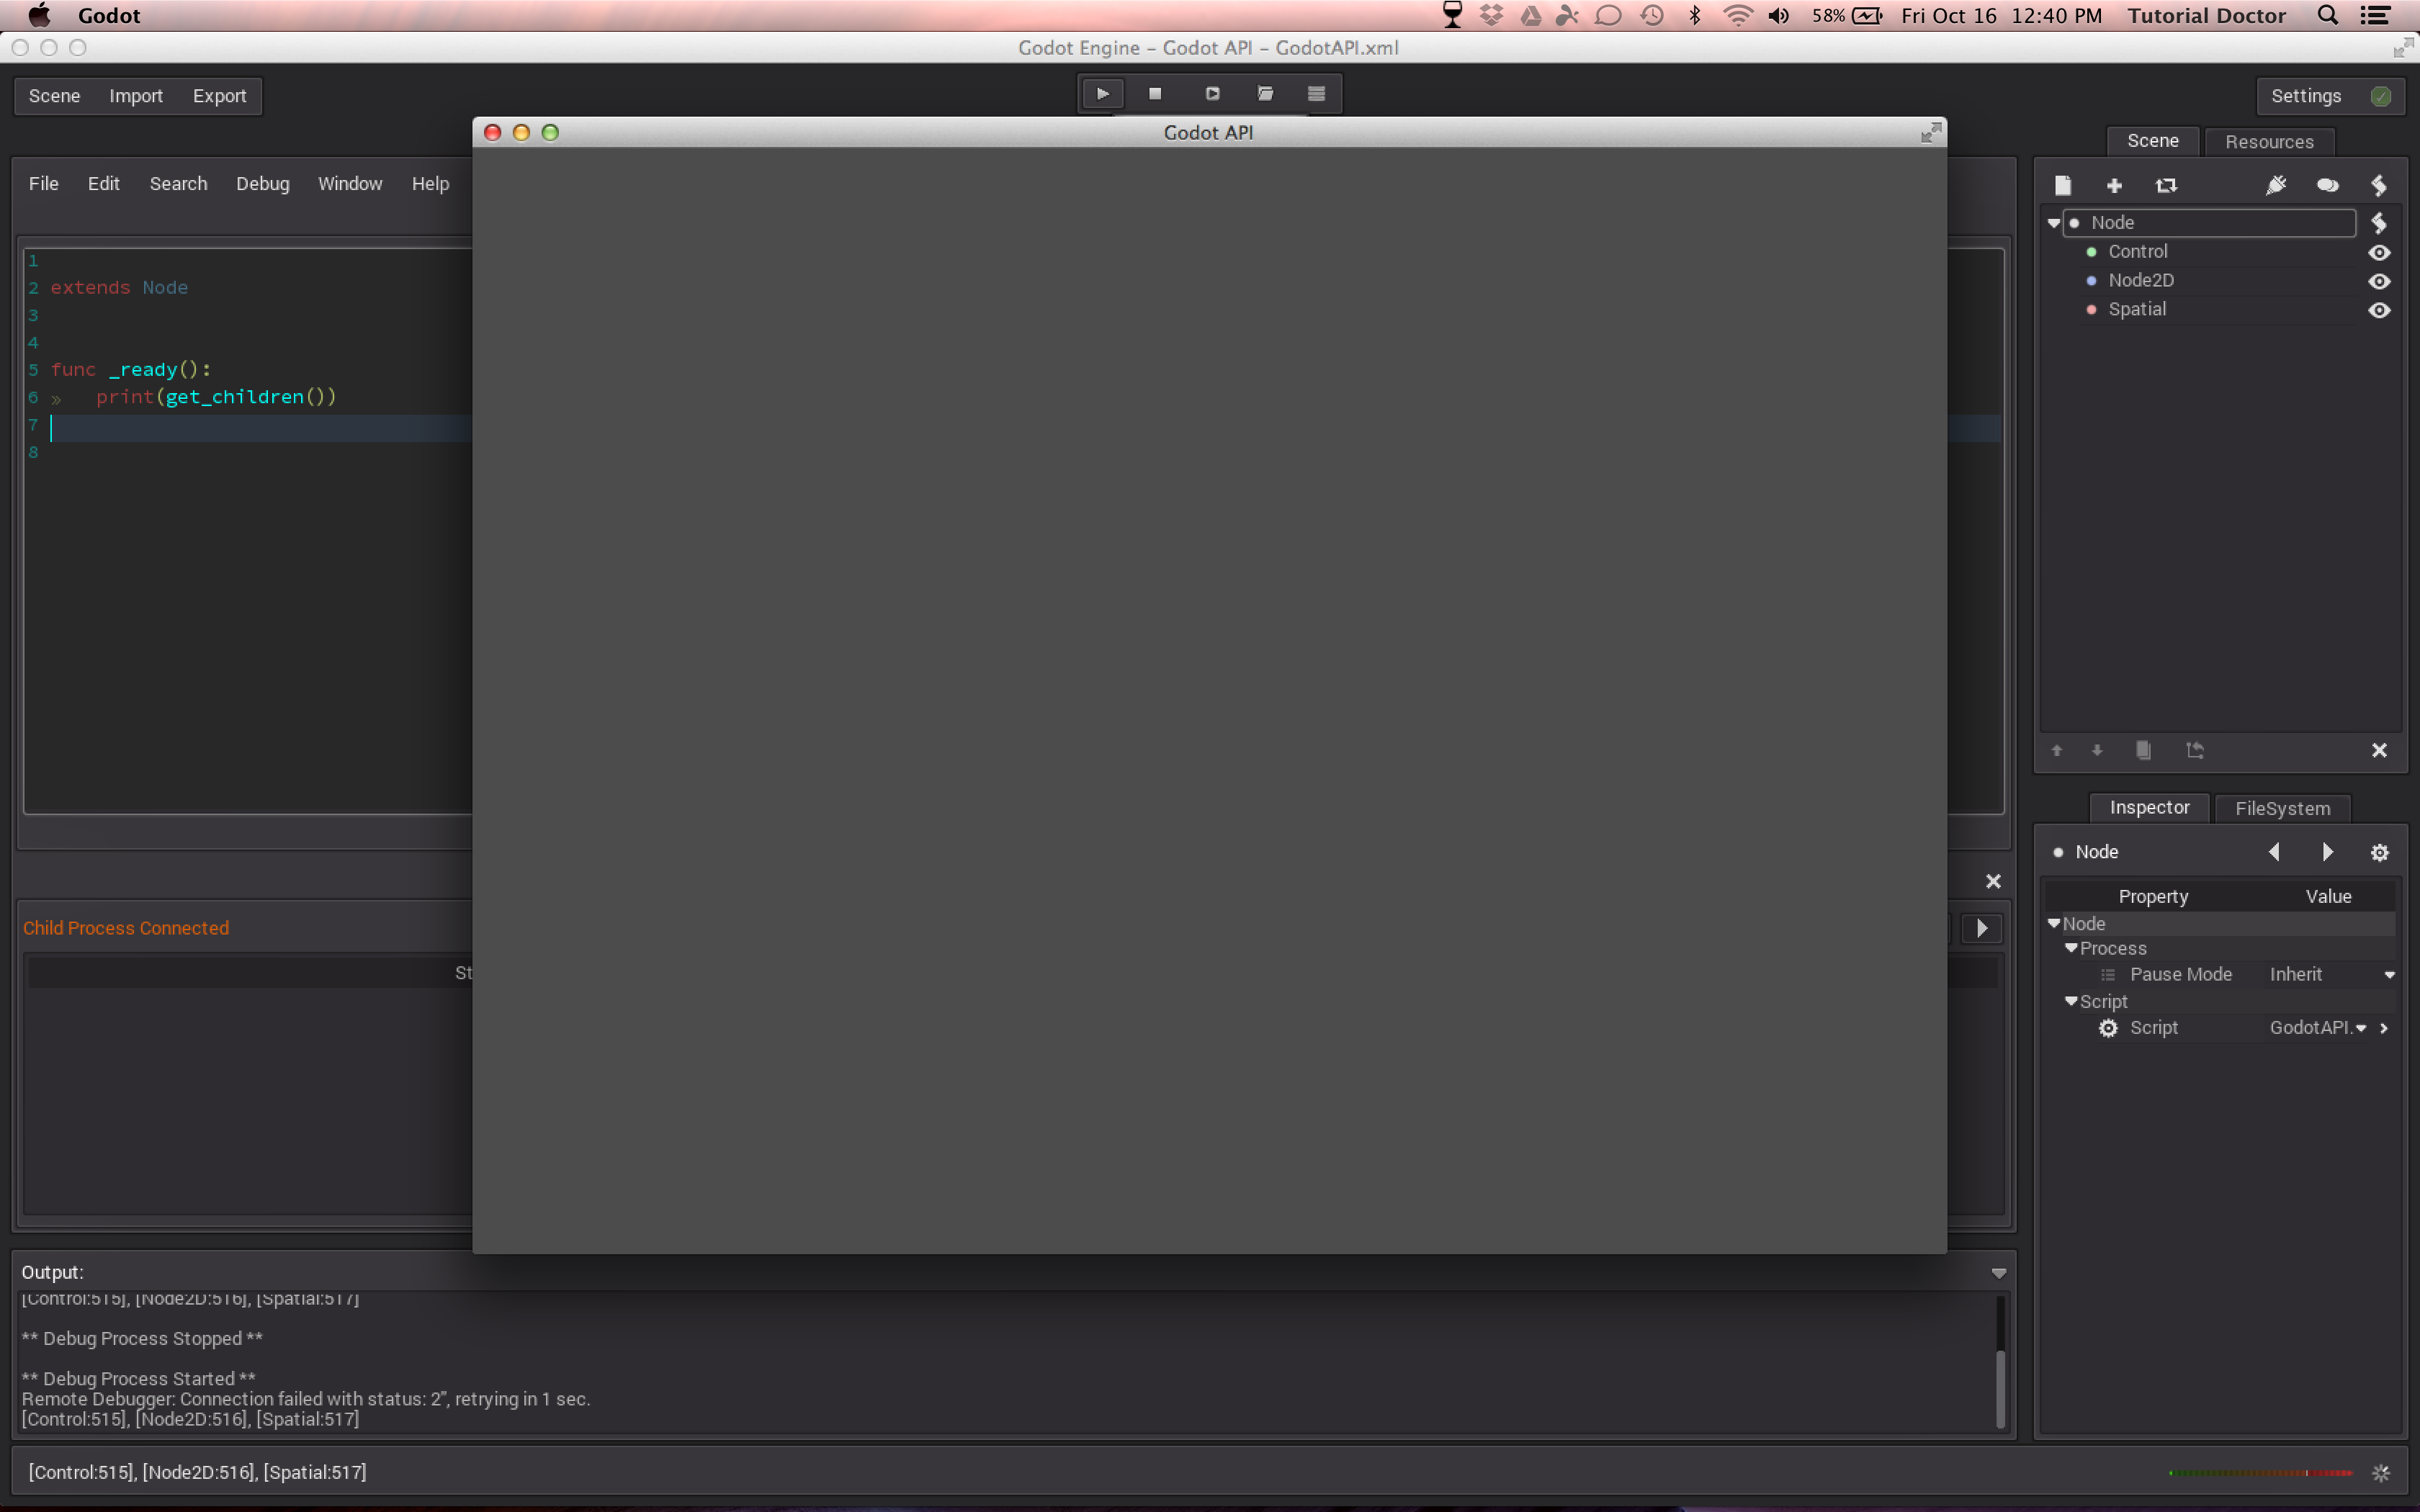 Godot
58%
Fri Oct 16 12:40 PM
Tutorial Doctor
Godot Engine – Godot API – GodotAPI.xml
Scene Import Export
Settings
Godot API
Scene Resources
File Edit Search Debug Window Help
Node
Control
Node2D
Spatial
1
2 extends Node
3
4
5 func _ready():
6 » print(get_children())
7
8
Inspector FileSystem
Node
Property Value
Node
Process
Pause Mode Inherit
Script
Script GodotAPI.
Child Process Connected
St
Output:
[Control:515], [Node2D:516], [Spatial:517]
** Debug Process Stopped **
** Debug Process Started **
Remote Debugger: Connection failed with status: 2", retrying in 1 sec.
[Control:515], [Node2D:516], [Spatial:517]
[Control:515], [Node2D:516], [Spatial:517]